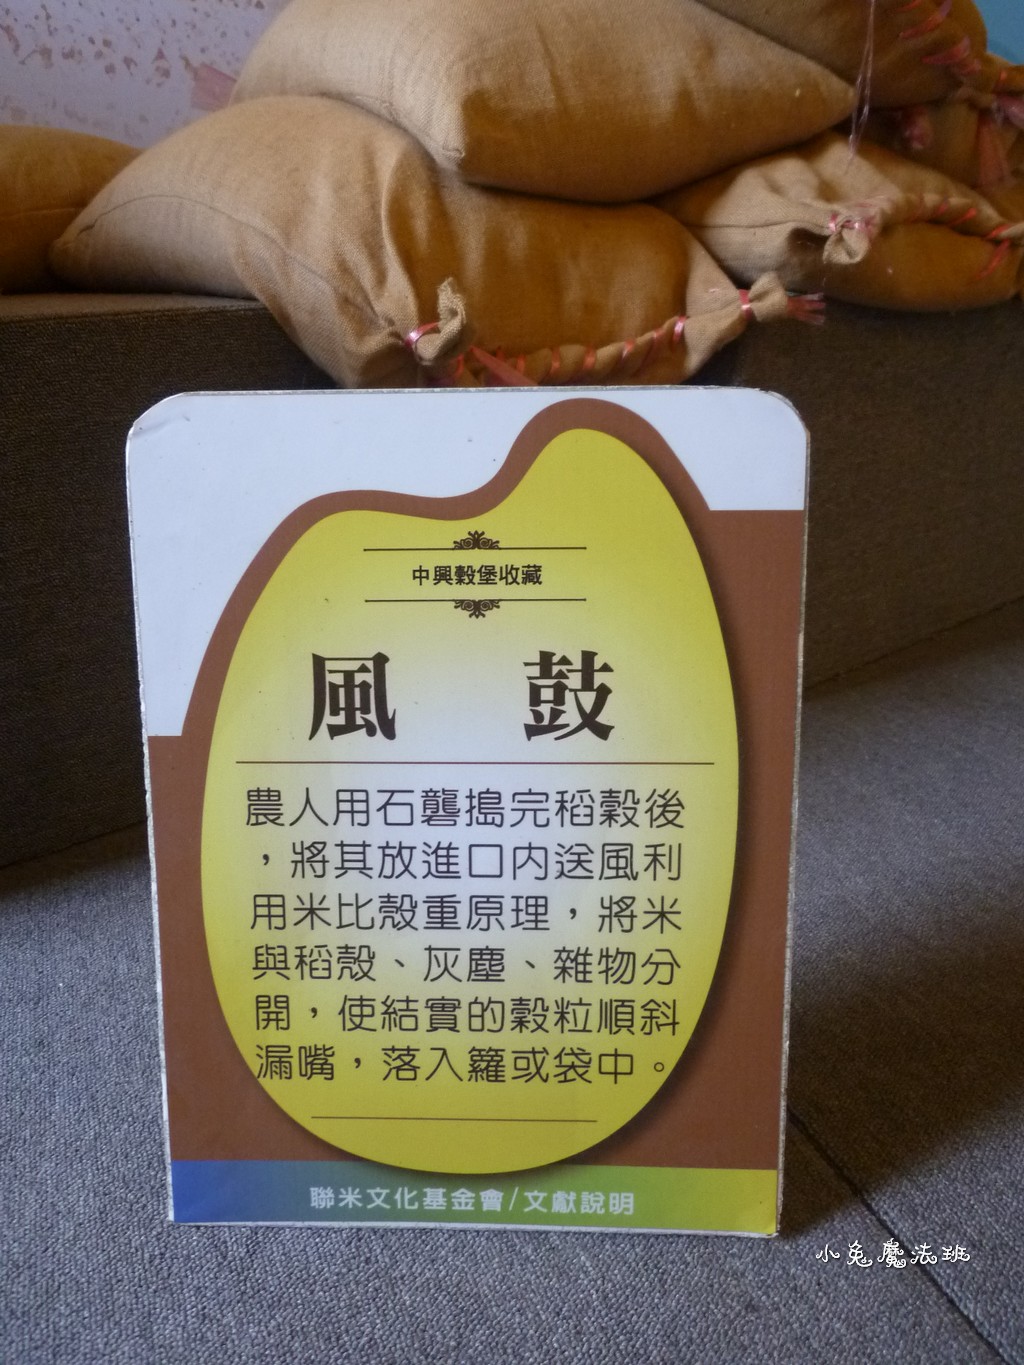 中興穀堡收藏
風 鼓
農人用石礱搗完稻穀後
，將其放進口內送風利
用米比殼重原理，將米
與稻殼、灰塵、雜物分
開，使結實的穀粒順斜
漏嘴，落入籮或袋中。
聯米文化基金會/文獻說明
小兔魔法班